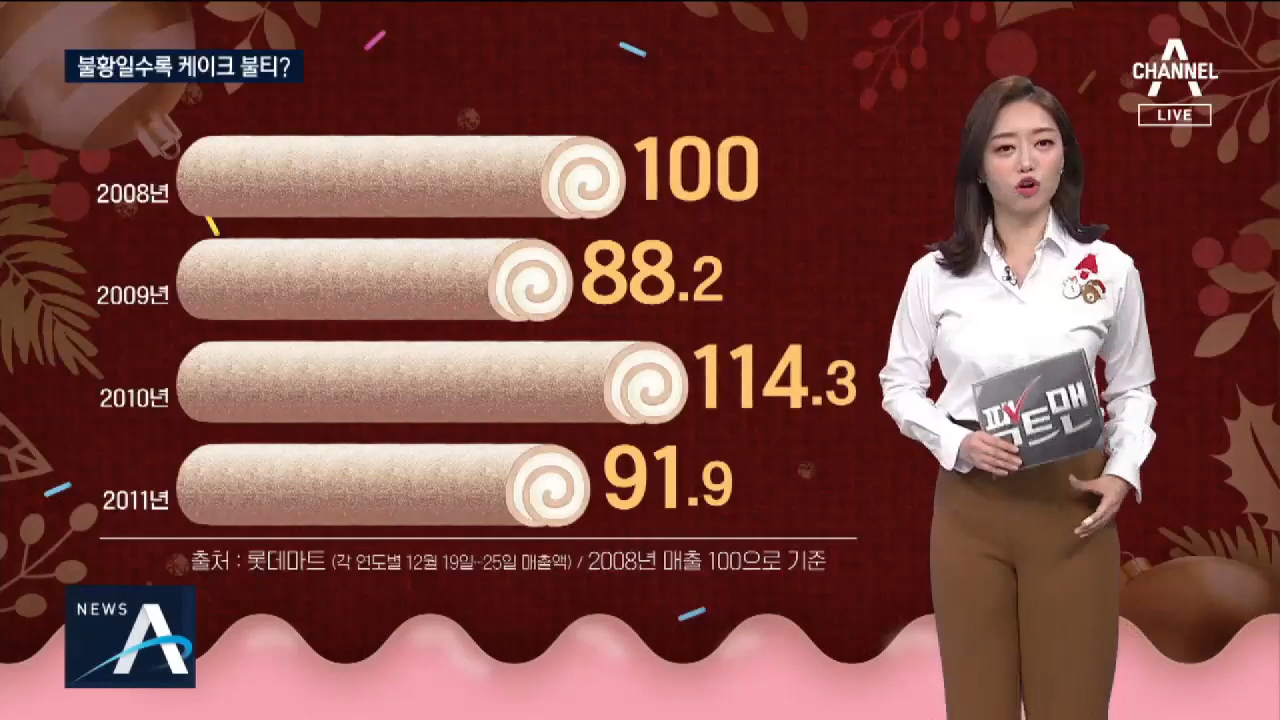 불황일수록 케이크 불티?
CHANNEL A
LIVE
2008년 100
2009년 88.2
2010년 114.3
2011년 91.9
팩트맨
출처 : 롯데마트 (각 연도별 12월 19일~25일 매출액) / 2008년 매출 100으로 기준
NEWS A